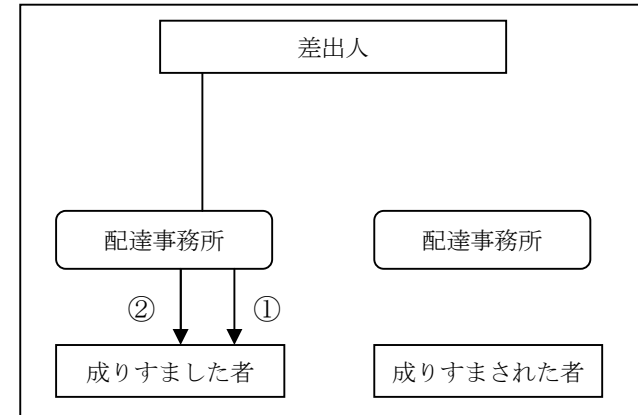 差出人
配達事務所
配達事務所
②
①
成りすました者
成りすまされた者